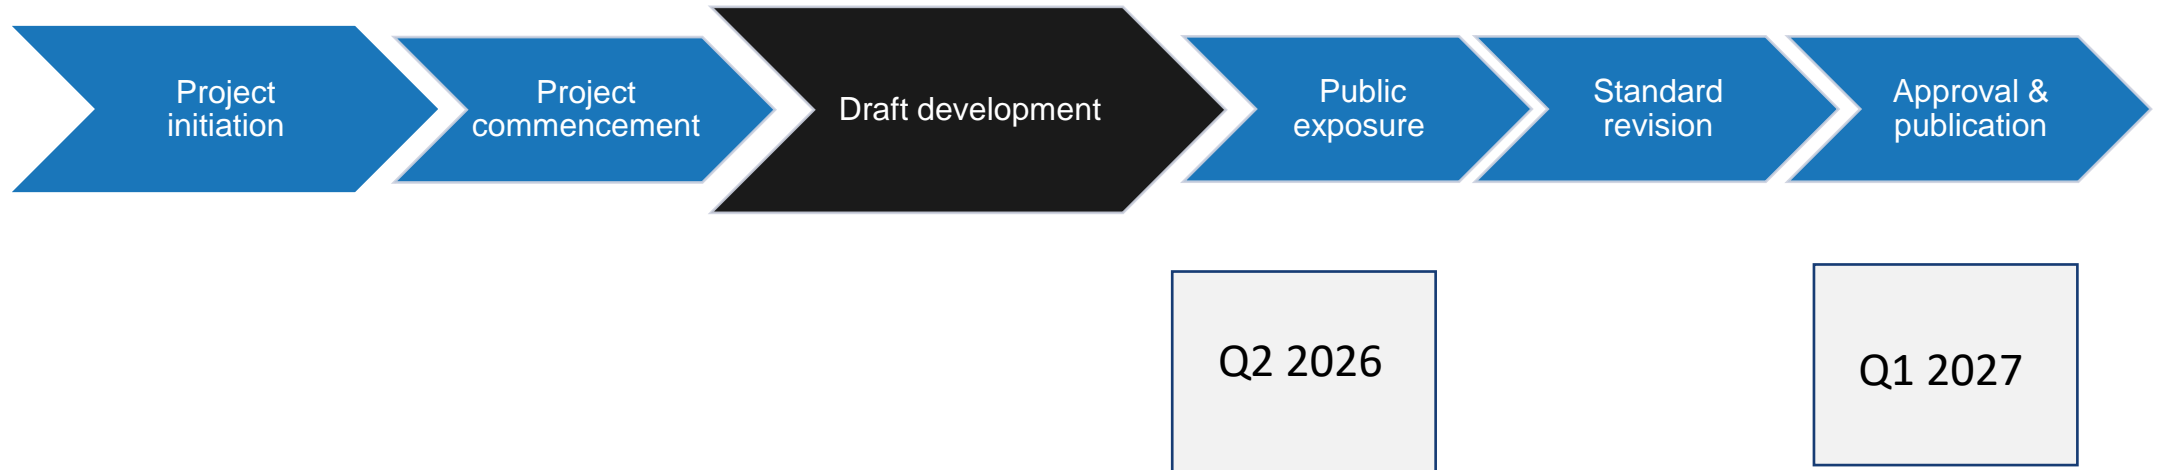 Project
initiation
Project
commencement
Draft development
Public
exposure
Standard
revision
Approval &
publication
Q2 2026
Q1 2027